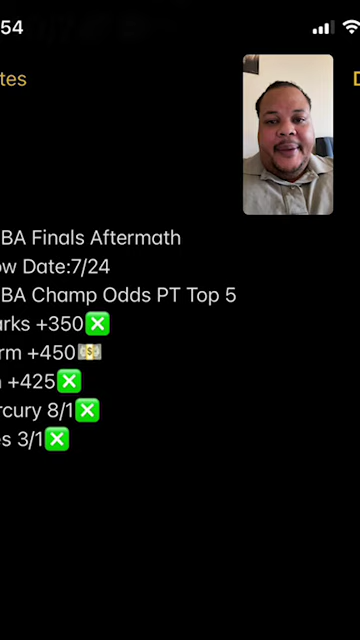 54
tes
D
BA Finals Aftermath
ow Date:7/24
BA Champ Odds PT Top 5
arks +350❎
rm +450💵
+425❎
rcury 8/1❎
es 3/1❎